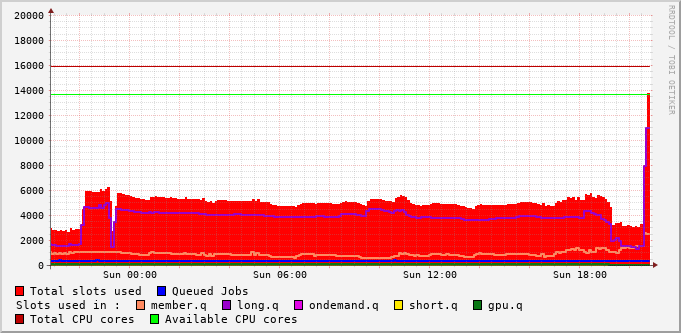 RRDTOOL / TOBI OETIKER
20000
18000
16000
14000
12000
10000
8000
6000
4000
2000
0
Sun 00:00 Sun 06:00 Sun 12:00 Sun 18:00
Total slots used Queued Jobs
Slots used in : member.q long.q ondemand.q short.q gpu.q
Total CPU cores Available CPU cores